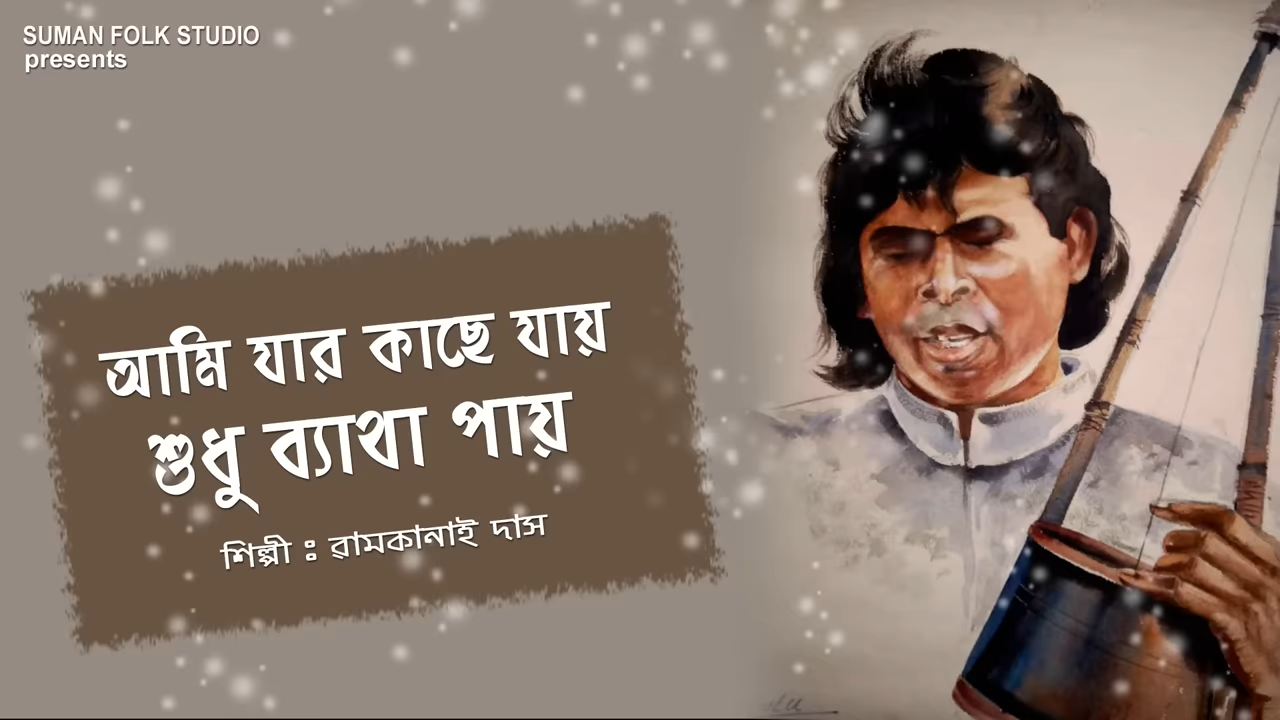 SUMAN FOLK STUDIO
presents
আমি যার কাছে যায়
শুধু ব্যাথা পায়
শিল্পী : রামকানাই দাস